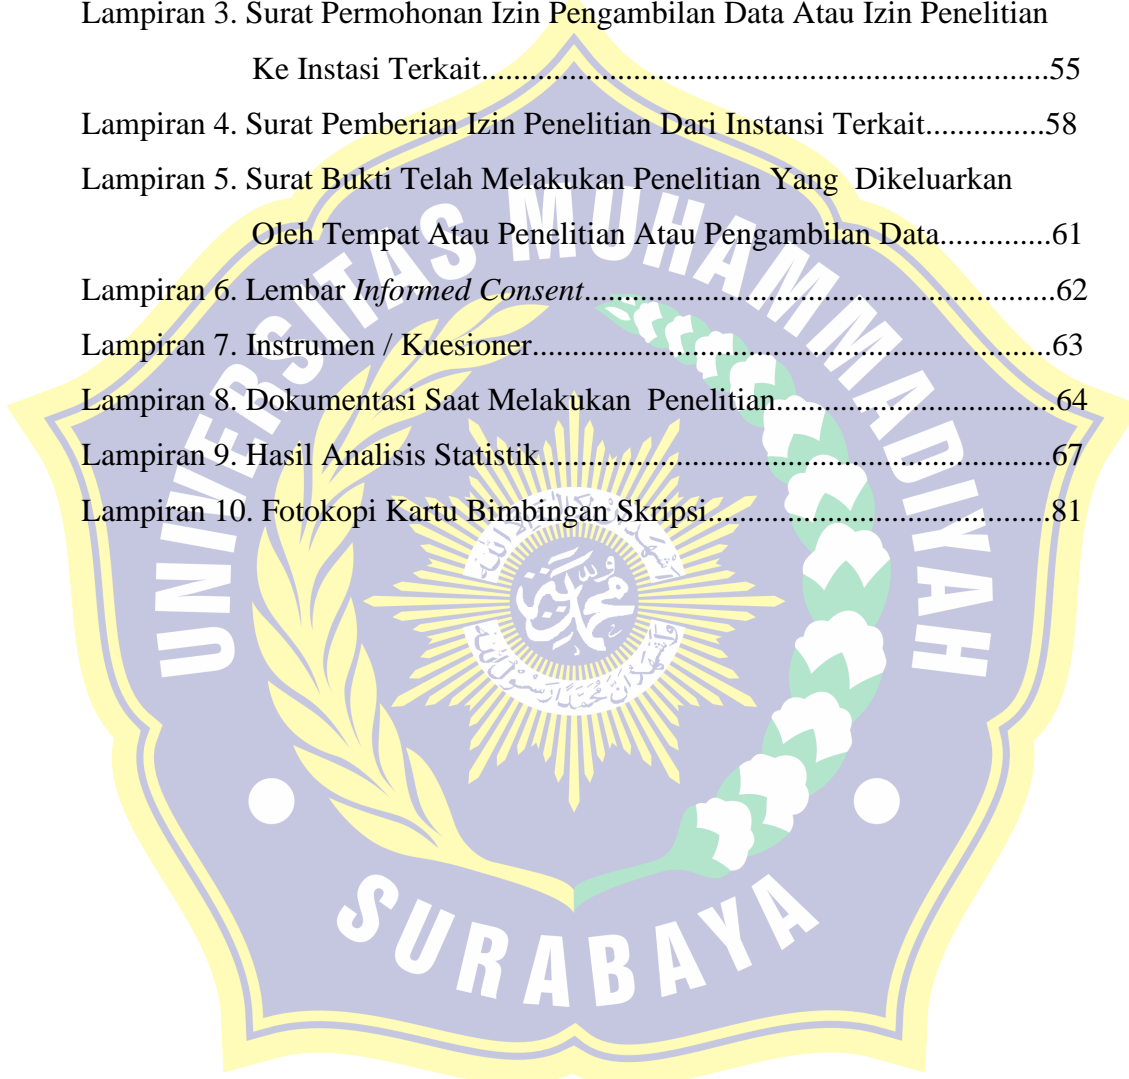 Lampiran 3. Surat Permohonan Izin Pengambilan Data Atau Izin Penelitian
Ke Instasi Terkait......................................................................55
Lampiran 4. Surat Pemberian Izin Penelitian Dari Instansi Terkait...............58
Lampiran 5. Surat Bukti Telah Melakukan Penelitian Yang  Dikeluarkan
Oleh Tempat Atau Penelitian Atau Pengambilan Data..............61
Lampiran 6. Lembar Informed Consent..........................................................62
Lampiran 7. Instrumen / Kuesioner................................................................63
Lampiran 8. Dokumentasi Saat Melakukan  Penelitian...................................64
Lampiran 9. Hasil Analisis Statistik...............................................................67
Lampiran 10. Fotokopi Kartu Bimbingan Skripsi..........................................81
UNIVERSITAS MUHAMMADIYAH
محمد
SURABAYA